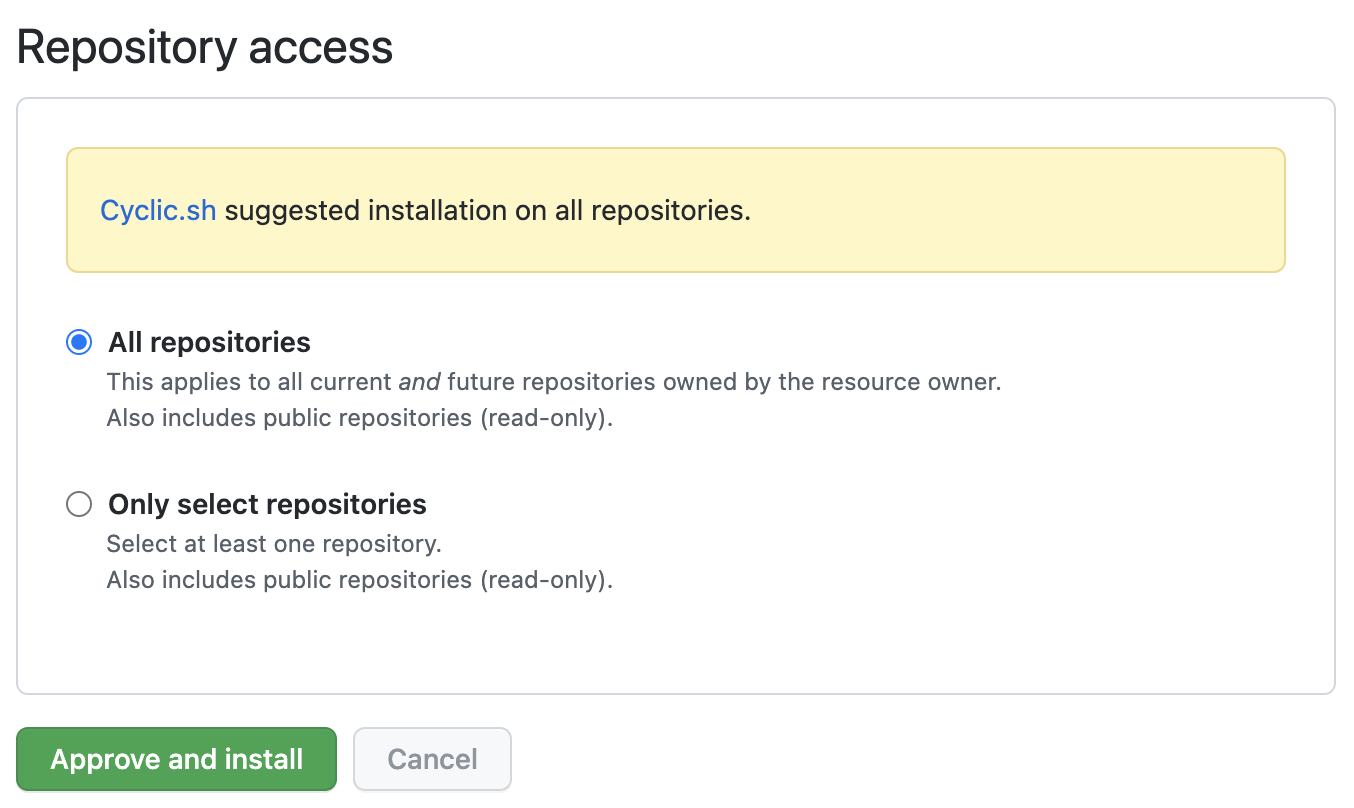 Repository access
Cyclic.sh suggested installation on all repositories.
All repositories
This applies to all current and future repositories owned by the resource owner.
Also includes public repositories (read-only).
Only select repositories
Select at least one repository.
Also includes public repositories (read-only).
Approve and install
Cancel